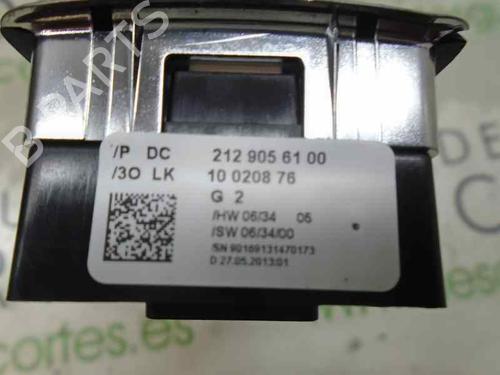 B PARTS
/P DC 212 905 61 00
/3O LK 10 0208 76
G 2
/HW 06/34 05
/SW 06/34/00
/SN 90169131470173
D 27.05.2013:01
cortes.es